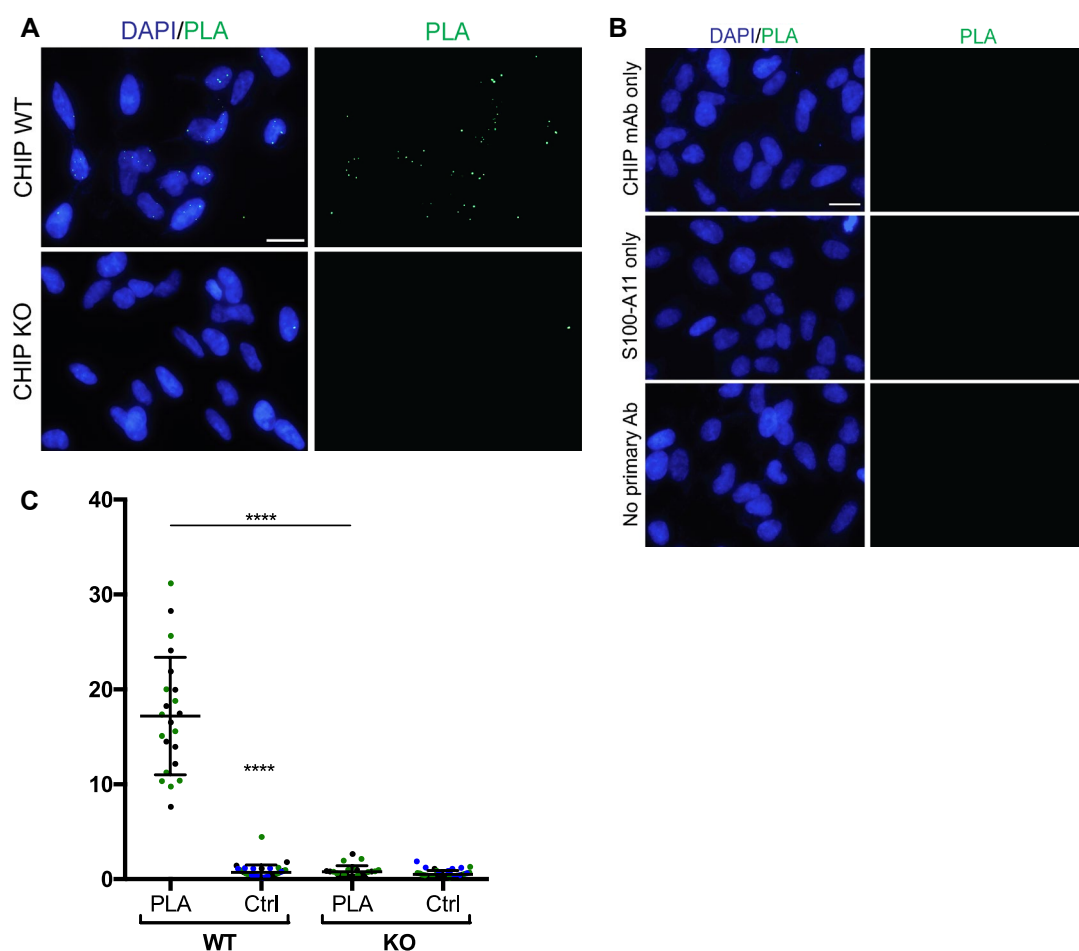 A
DAPI/PLA
PLA
CHIP WT
CHIP KO
B
DAPI/PLA
PLA
CHIP mAb only
S100-A11 only
No primary Ab
C
40
30
20
10
0
****
****
PLA
Ctrl
PLA
Ctrl
WT
KO